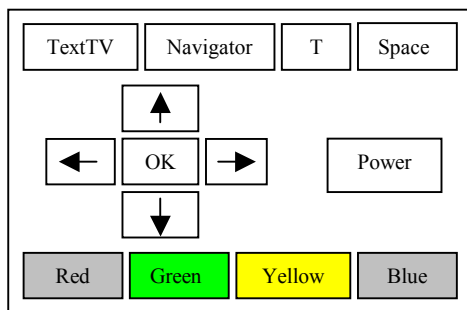 TextTV Navigator T Space
OK Power
Red Green Yellow Blue